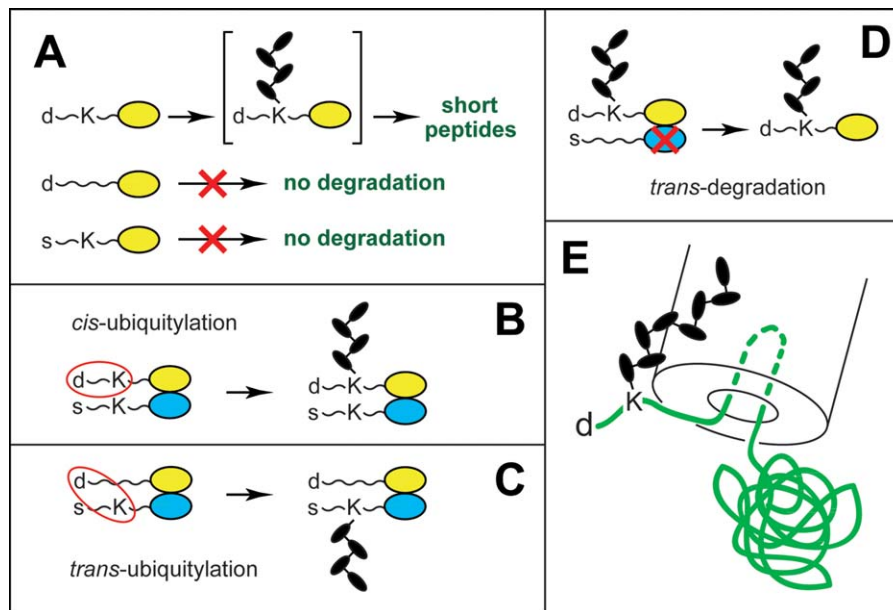 A
d K
d K
short
peptides
d
no degradation
s K
no degradation
cis-ubiquitylation
B
d K
s K
K
d K
s K
C
d
s K
d
s K
trans-ubiquitylation
D
d K
s
d K
trans-degradation
E
d K